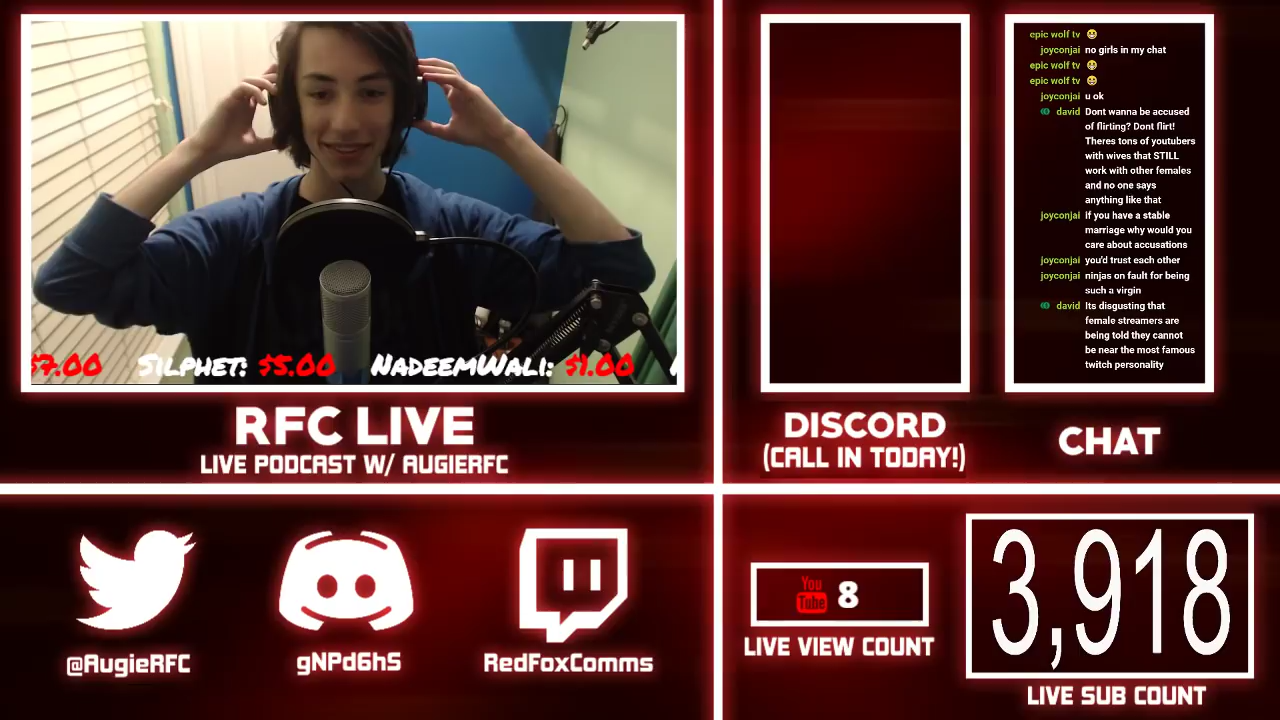 $7.00 SILPHET: $5.00 NADEEMWALI: $1.00
RFC LIVE
LIVE PODCAST W/ AUGIERFC
DISCORD
(CALL IN TODAY!)
epic wolf tv
joyconjai no girls in my chat
epic wolf tv
epic wolf tv
joyconjai u ok
david Dont wanna be accused
of flirting? Dont flirt!
Theres tons of youtubers
with wives that STILL
work with other females
and no one says
anything like that
joyconjai if you have a stable
marriage why would you
care about accusations
joyconjai you'd trust each other
joyconjai ninjas on fault for being
such a virgin
david Its disgusting that
female streamers are
being told they cannot
be near the most famous
twitch personality
CHAT
@AugieRFC
gNPd6hS
RedFoxComms
You
Tube 8
LIVE VIEW COUNT
3,918
LIVE SUB COUNT